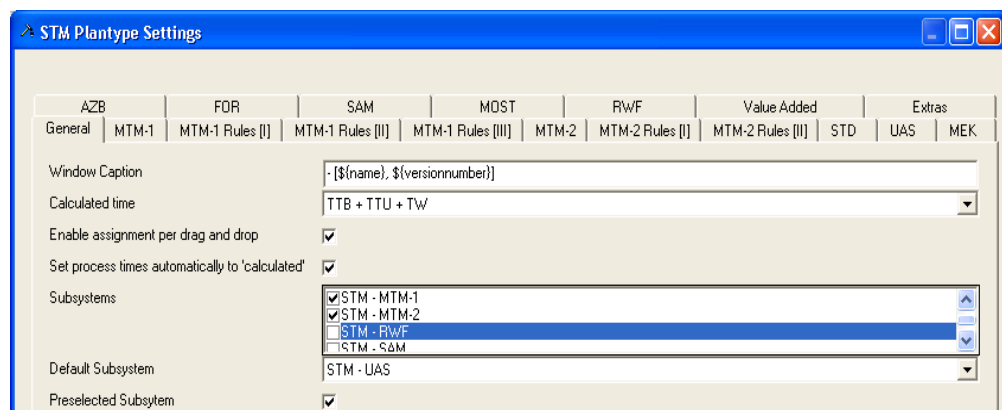 STM Plantype Settings
AZB FOR SAM MOST RWF Value Added Extras
General MTM-1 MTM-1 Rules [I] MTM-1 Rules [II] MTM-1 Rules [III] MTM-2 MTM-2 Rules [I] MTM-2 Rules [II] STD UAS MEK
Window Caption - [${name}, ${versionnumber}]
Calculated time TTB + TTU + TW
Enable assignment per drag and drop
Set process times automatically to 'calculated'
Subsystems STM - MTM-1
STM - MTM-2
STM - RWF
STM - SAM
Default Subsystem STM - UAS
Preselected Subsytem